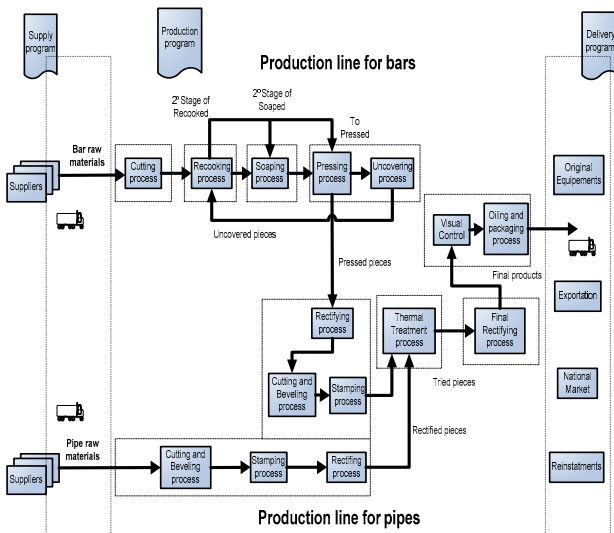 Supply
program
Production
program
Delivery
program
Production line for bars
2º Stage of
Recooked
2º Stage of
Soaped
To
Pressed
Bar raw
materials
Suppliers
Cutting
process
Recooking
process
Soaping
process
Pressing
process
Uncovering
process
Original
Equipements
Uncovered pieces
Visual
Control
Oiling and
packaging
process
Pressed pieces
Final products
Exportation
Rectifying
process
Thermal
Treatment
process
Final
Rectifying
process
Cutting and
Beveling
process
Stamping
process
Tried pieces
National
Market
Rectified pieces
Pipe raw
materials
Suppliers
Cutting and
Beveling
process
Stamping
process
Rectifing
process
Reinstatments
Production line for pipes